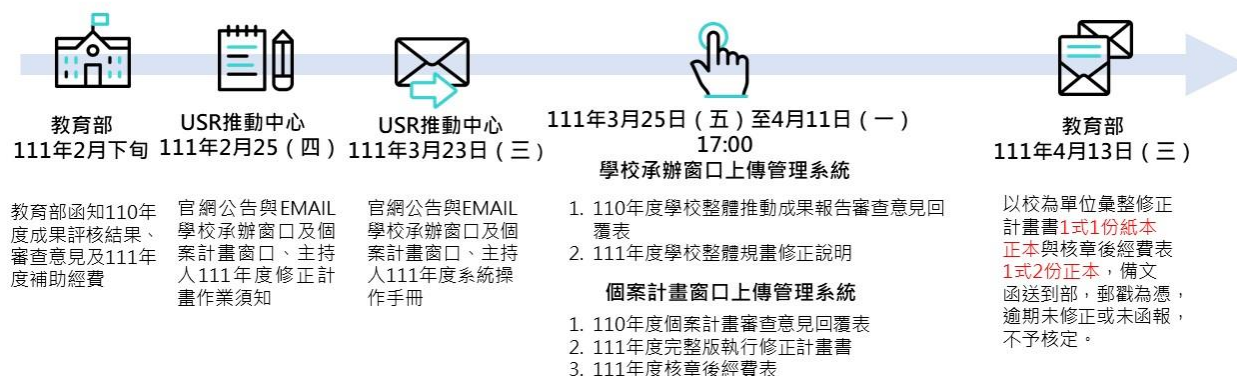 教育部
111年2月下旬
教育部函知110年
度成果評核結果、
審查意見及111年
度補助經費
USR推動中心
111年2月25（四）
官網公告與EMAIL
學校承辦窗口及個
案計畫窗口、主持
人111年度修正計
畫作業須知
USR推動中心
111年3月23日（三）
官網公告與EMAIL
學校承辦窗口及個
案計畫窗口、主持
人111年度系統操
作手冊
111年3月25日（五）至4月11日（一）
17:00
學校承辦窗口上傳管理系統
1. 110年度學校整體推動成果報告審查意見回
覆表
2. 111年度學校整體規畫修正說明
個案計畫窗口上傳管理系統
1. 110年度個案計畫審查意見回覆表
2. 111年度完整版執行修正計畫書
3. 111年度核章後經費表
教育部
111年4月13日（三）
以校為單位彙整修正
計畫書1式1份紙本
正本與核章後經費表
1式2份正本，備文
函送到部，郵戳為憑，
逾期未修正或未函報，
不予核定。